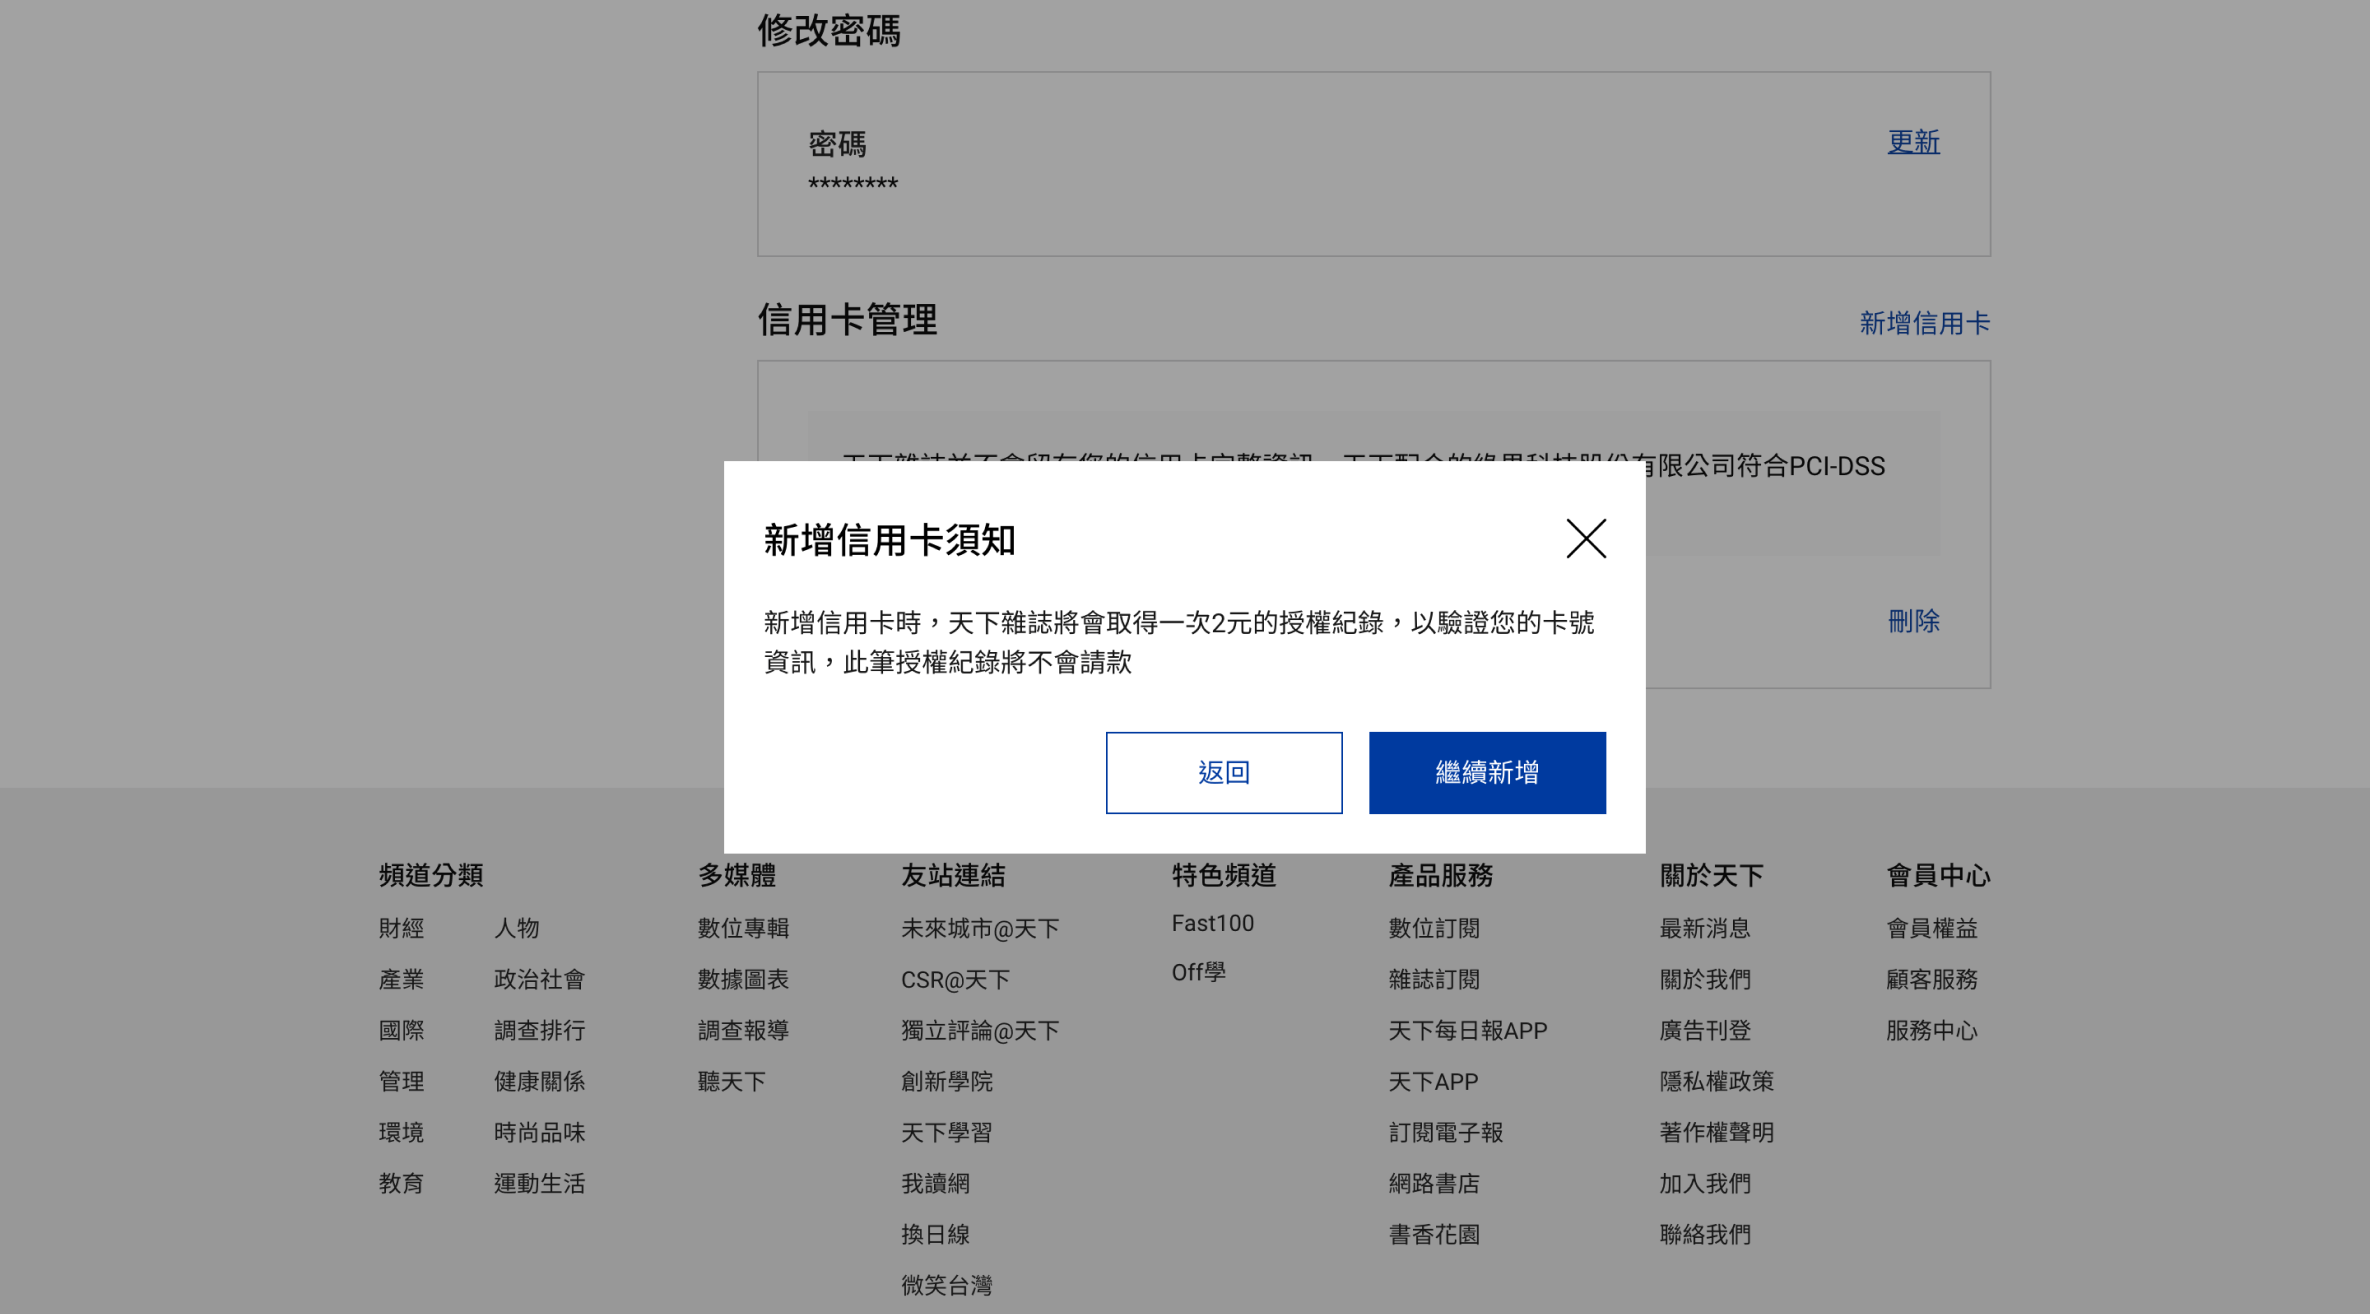 修改密碼
密碼
更新
********
信用卡管理
新增信用卡
有限公司符合PCI-DSS
新增信用卡須知
新增信用卡時，天下雜誌將會取得一次2元的授權紀錄，以驗證您的卡號
資訊，此筆授權紀錄將不會請款
刪除
返回
繼續新增
頻道分類
財經
產業
國際
管理
環境
教育
人物
政治社會
調查排行
健康關係
時尚品味
運動生活
多媒體
數位專輯
數據圖表
調查報導
聽天下
友站連結
未來城市@天下
CSR@天下
獨立評論@天下
創新學院
天下學習
我讀網
換日線
微笑台灣
特色頻道
Fast100
Off學
產品服務
數位訂閱
雜誌訂閱
天下每日報APP
天下APP
訂閱電子報
網路書店
書香花園
關於天下
最新消息
關於我們
廣告刊登
隱私權政策
著作權聲明
加入我們
聯絡我們
會員中心
會員權益
顧客服務
服務中心